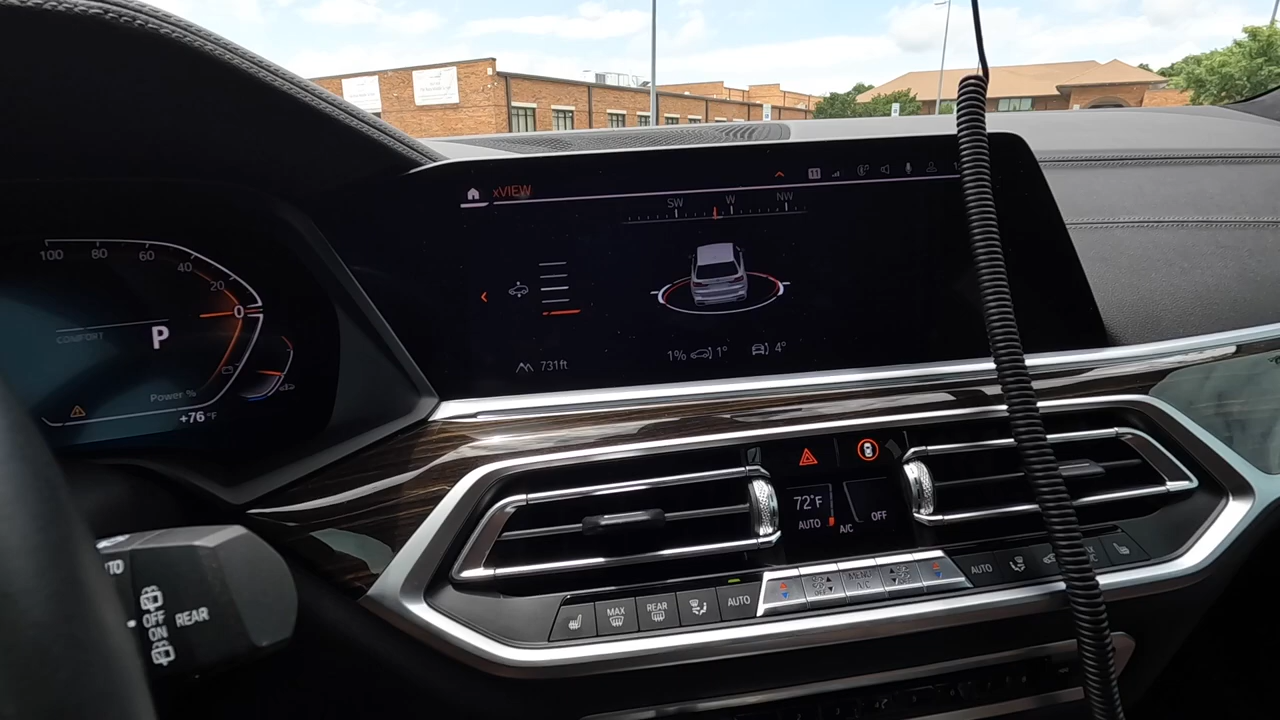 xVIEW
11
SW W NW
100 80 60 40 20 0
COMFORT
P
Power %
+76 °F
731ft
1% 1° 4°
72°F
AUTO
A/C
OFF
MAX
REAR
AUTO
MENU
A/C
AUTO
OFF
ON
REAR